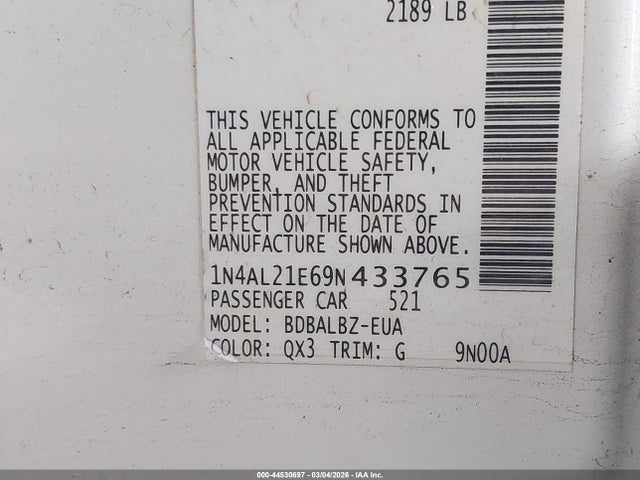 2189 LB
THIS VEHICLE CONFORMS TO
ALL APPLICABLE FEDERAL
MOTOR VEHICLE SAFETY,
BUMPER, AND THEFT
PREVENTION STANDARDS IN
EFFECT ON THE DATE OF
MANUFACTURE SHOWN ABOVE.
1N4AL21E69N433765
PASSENGER CAR 521
MODEL: BDBALBZ-EUA
COLOR: QX3 TRIM: G 9N00A
000-44530697 - 03/04/2026 - IAA Inc.